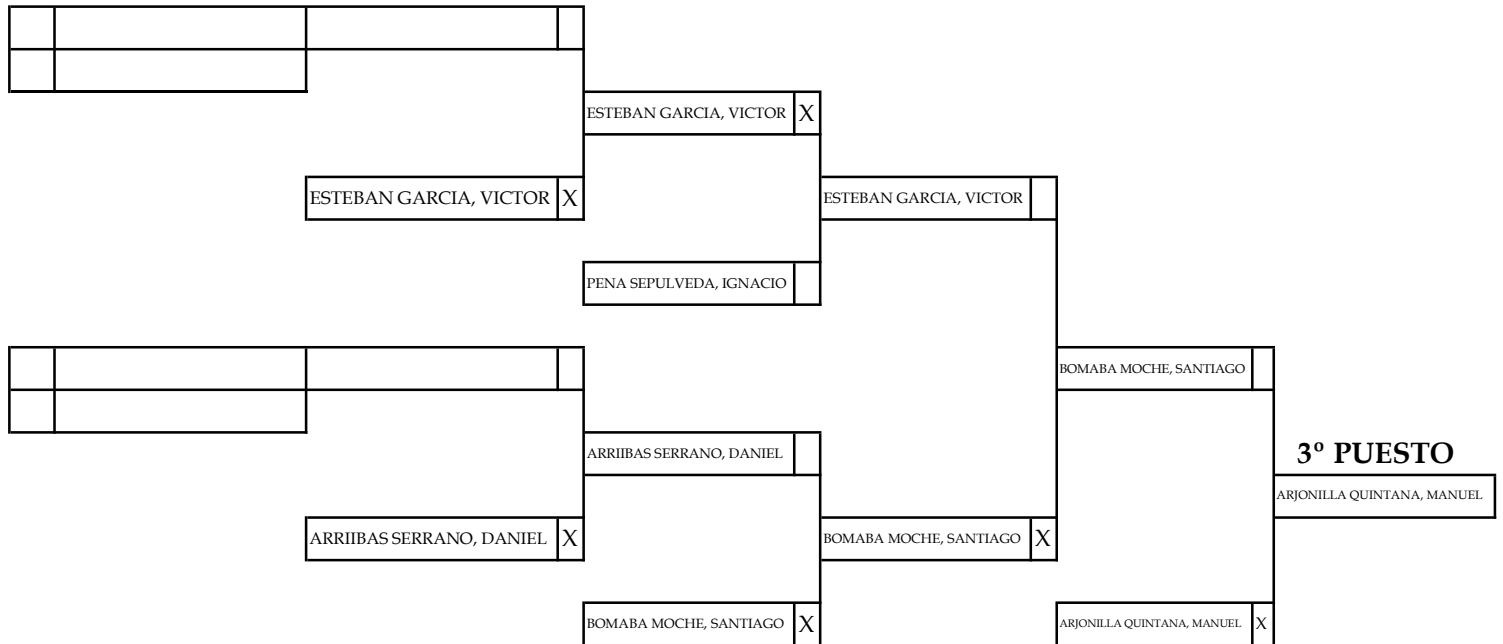 ESTEBAN GARCIA, VICTOR X
ESTEBAN GARCIA, VICTOR X
ESTEBAN GARCIA, VICTOR
PENA SEPULVEDA, IGNACIO
BOMABA MOCHE, SANTIAGO
ARRIIBAS SERRANO, DANIEL
3º PUESTO
ARJONILLA QUINTANA, MANUEL
ARRIIBAS SERRANO, DANIEL X
BOMABA MOCHE, SANTIAGO X
BOMABA MOCHE, SANTIAGO X
ARJONILLA QUINTANA, MANUEL X